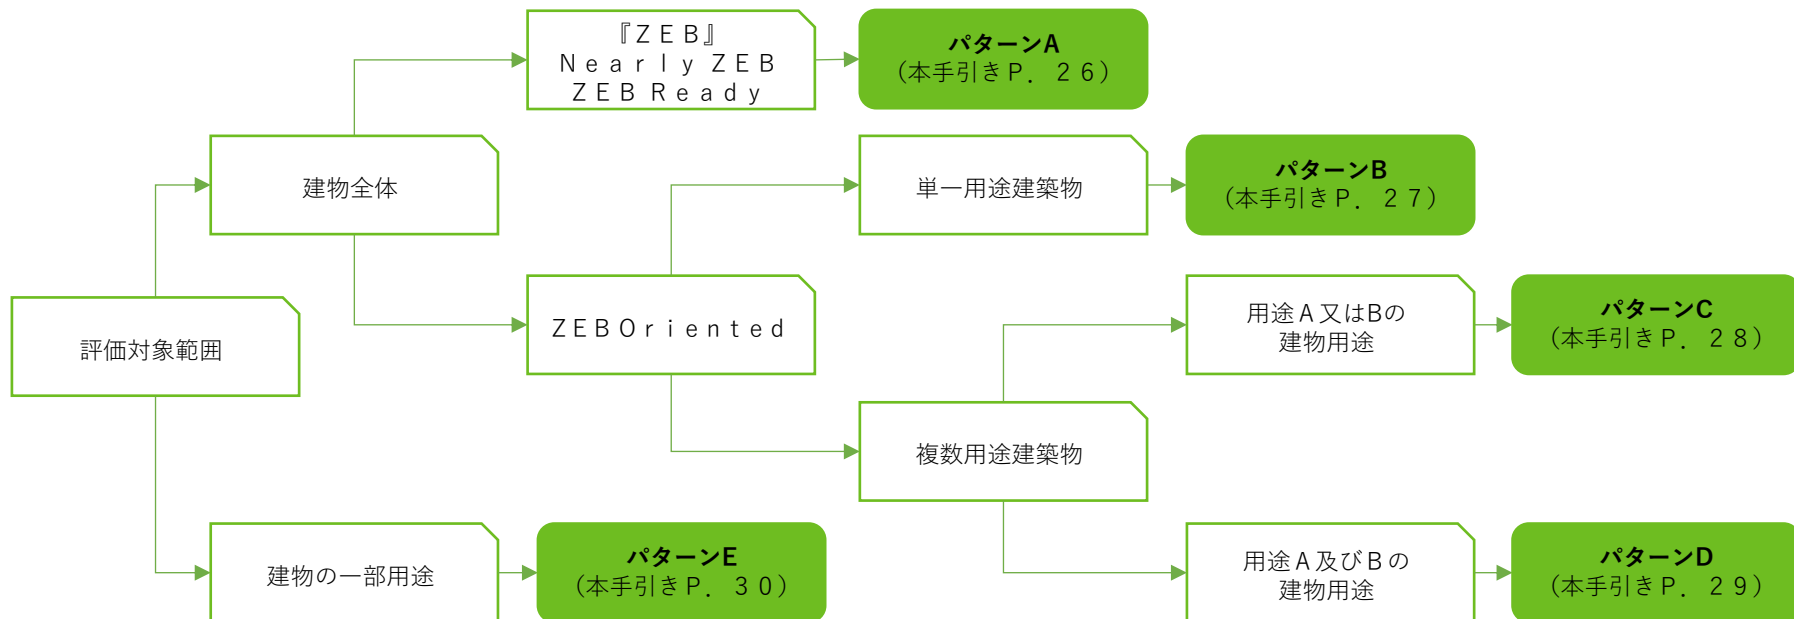 『ＺＥＢ』
Ｎｅａｒｌｙ ＺＥＢ
ＺＥＢ Ｒｅａｄｙ
パターンA
（本手引きＰ．２６）
建物全体
単一用途建築物
パターンB
（本手引きＰ．２７）
評価対象範囲
ＺＥＢ Ｏｒｉｅｎｔｅｄ
用途Ａ又はBの
建物用途
パターンC
（本手引きＰ．２８）
複数用途建築物
建物の一部用途
パターンE
（本手引きＰ．３０）
用途Ａ及びＢの
建物用途
パターンD
（本手引きＰ．２９）